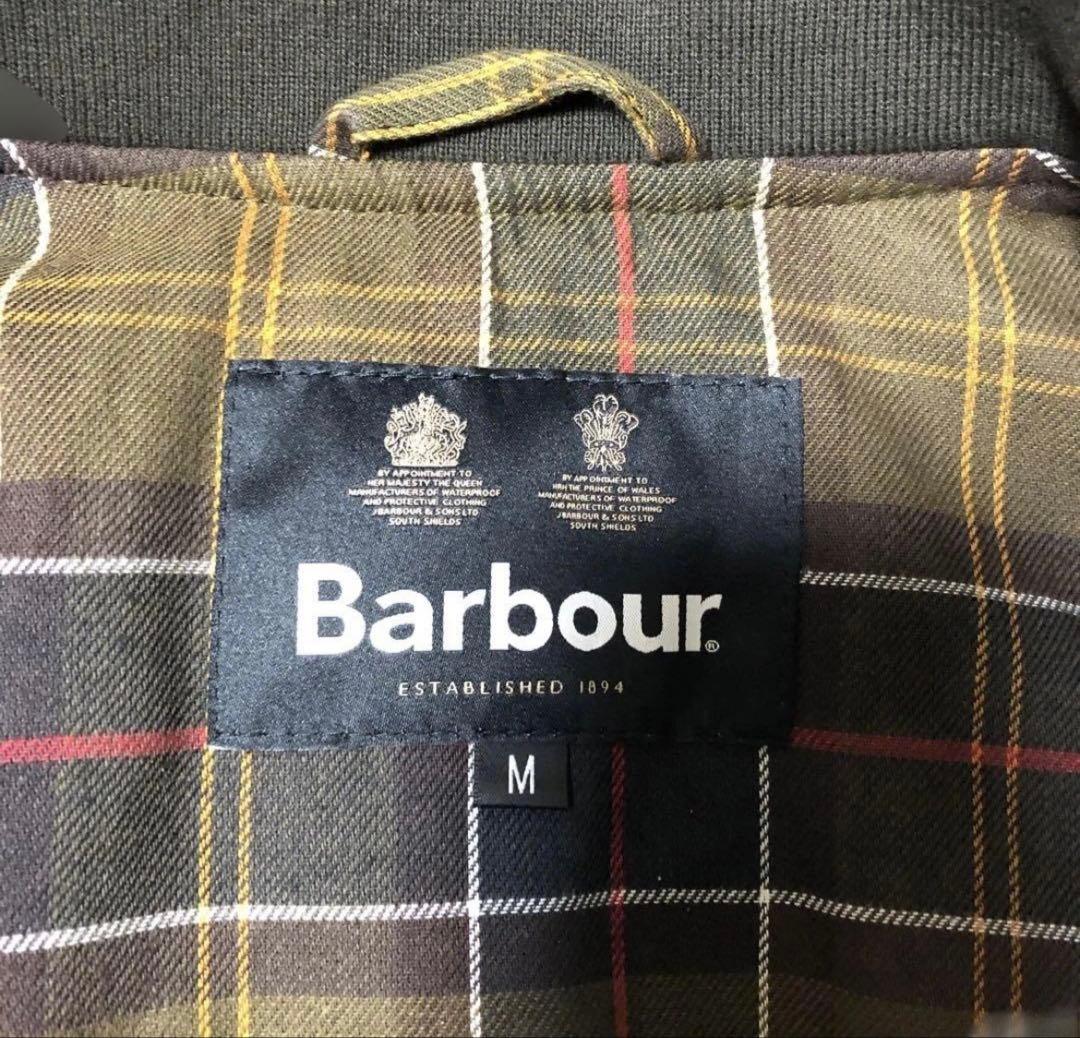 BY APPOINTMENT TO
HER MAJESTY THE QUEEN
MANUFACTURERS OF WATERPROOF
AND PROTECTIVE CLOTHING
J BARBOUR & SONS LTD
SOUTH SHIELDS
BY APPOINTMENT TO
HRH THE PRINCE OF WALES
MANUFACTURERS OF WATERPROOF
AND PROTECTIVE CLOTHING
J BARBOUR & SONS LTD
SOUTH SHIELDS
Barbour®
ESTABLISHED 1894
M